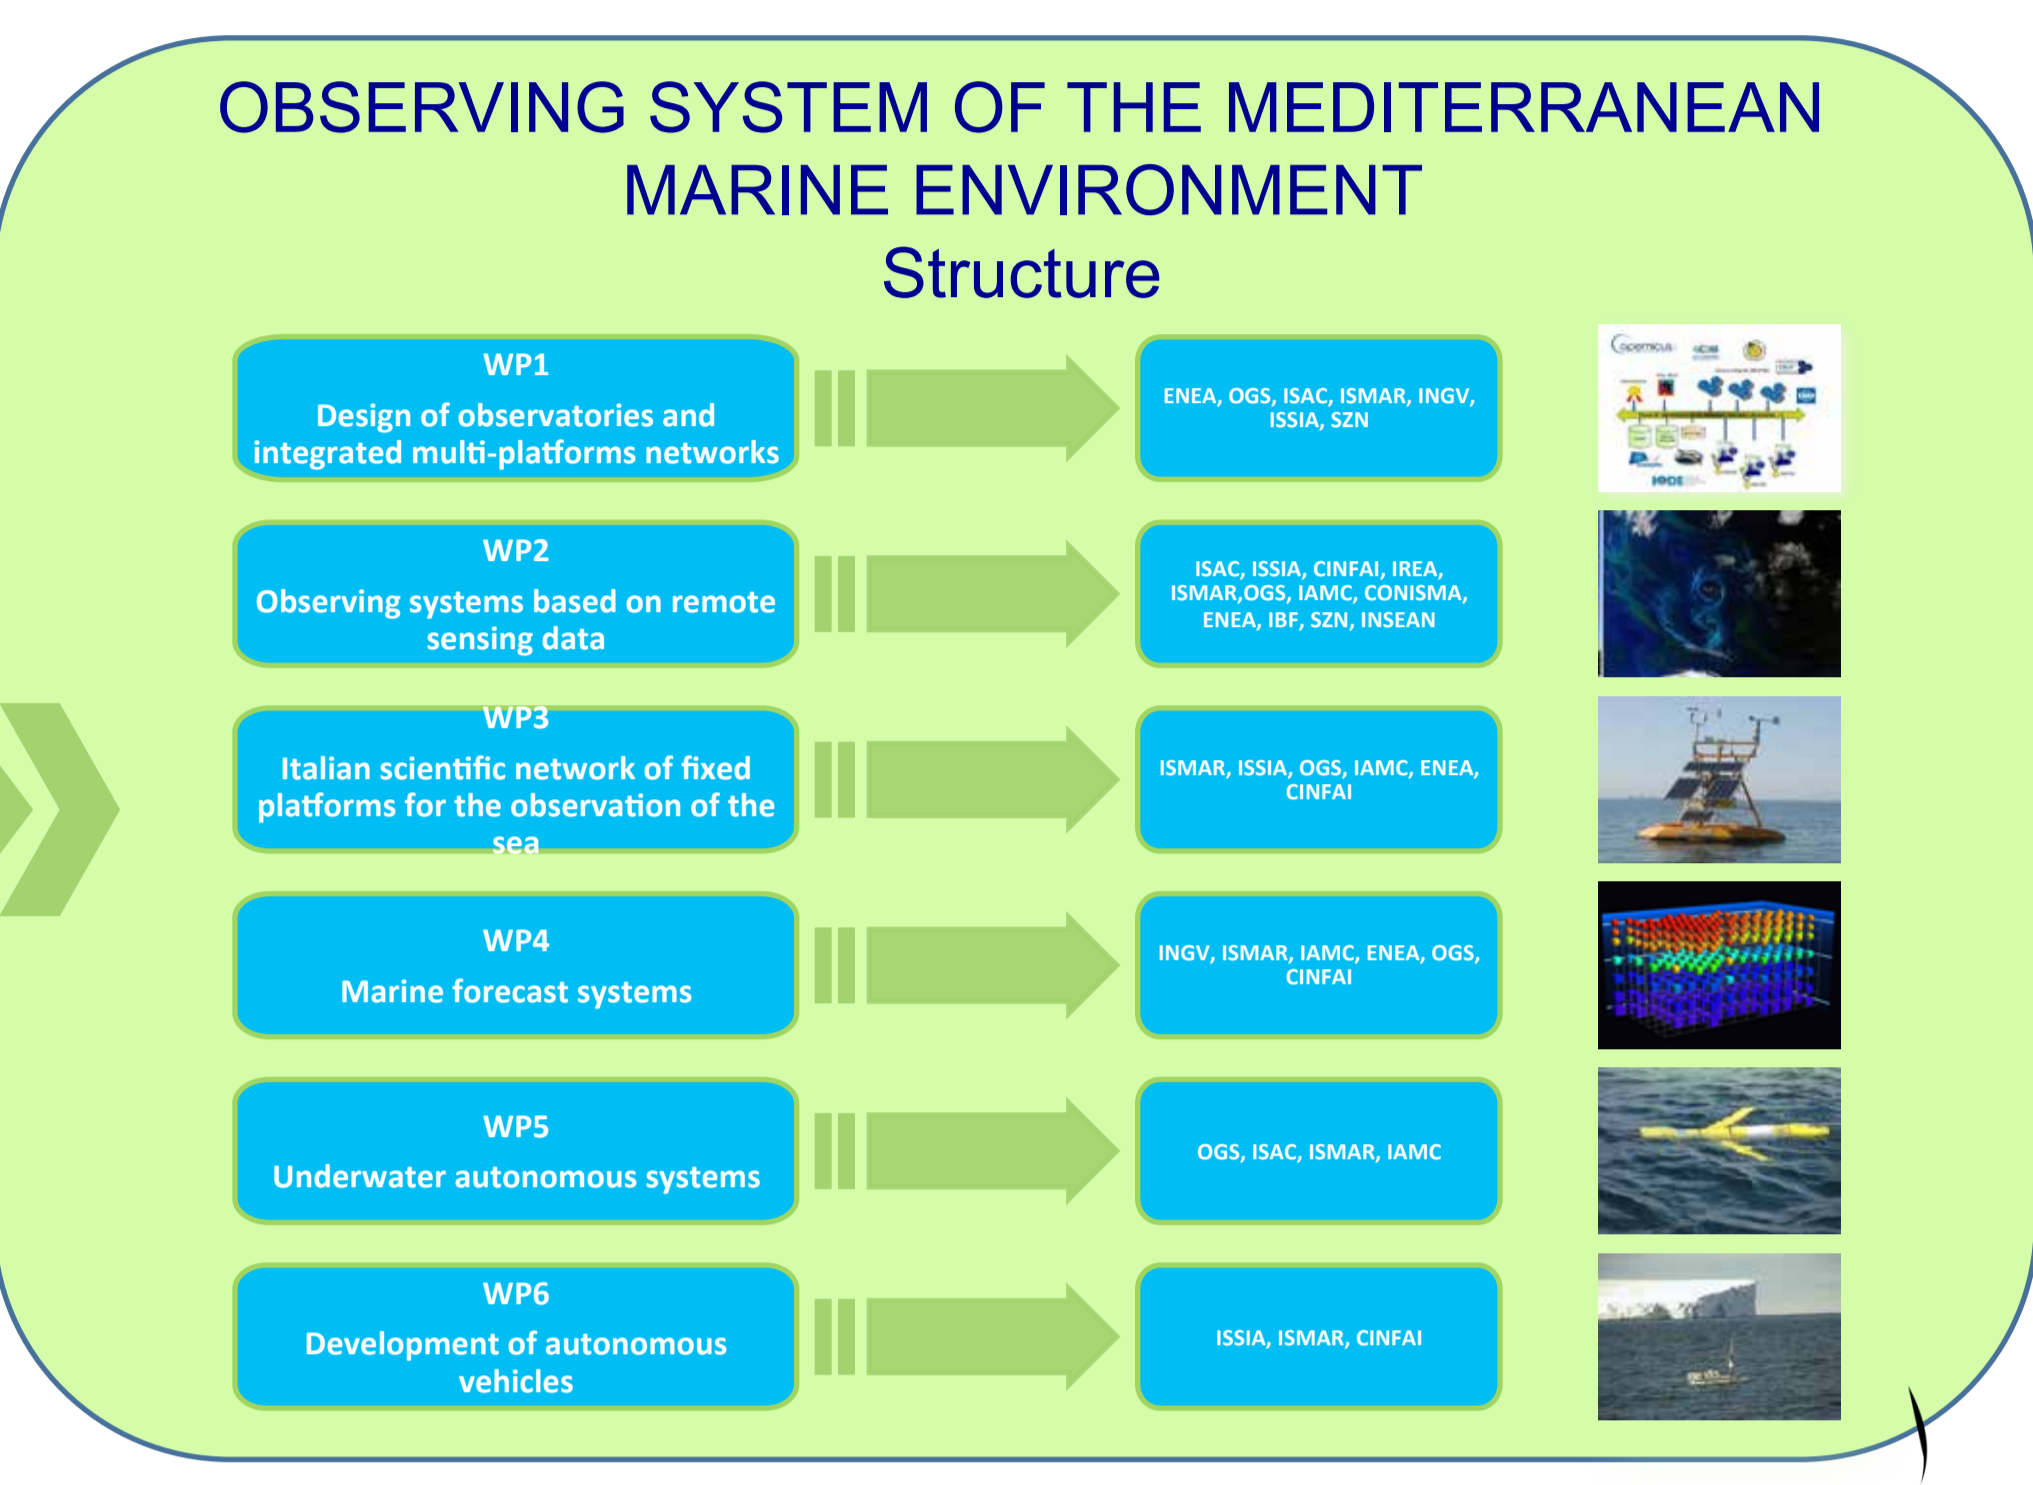 OBSERVING SYSTEM OF THE MEDITERRANEAN
MARINE ENVIRONMENT
Structure
WP1
Design of observatories and
integrated multi-platforms networks
ENEA, OGS, ISAC, ISMAR, INGV,
ISSIA, SZN
opernicus
IODE
WP2
Observing systems based on remote
sensing data
ISAC, ISSIA, CINFAI, IREA,
ISMAR,OGS, IAMC, CONISMA,
ENEA, IBF, SZN, INSEAN
WP3
Italian scientific network of fixed
platforms for the observation of the
sea
ISMAR, ISSIA, OGS, IAMC, ENEA,
CINFAI
WP4
Marine forecast systems
INGV, ISMAR, IAMC, ENEA, OGS,
CINFAI
WP5
Underwater autonomous systems
OGS, ISAC, ISMAR, IAMC
WP6
Development of autonomous
vehicles
ISSIA, ISMAR, CINFAI